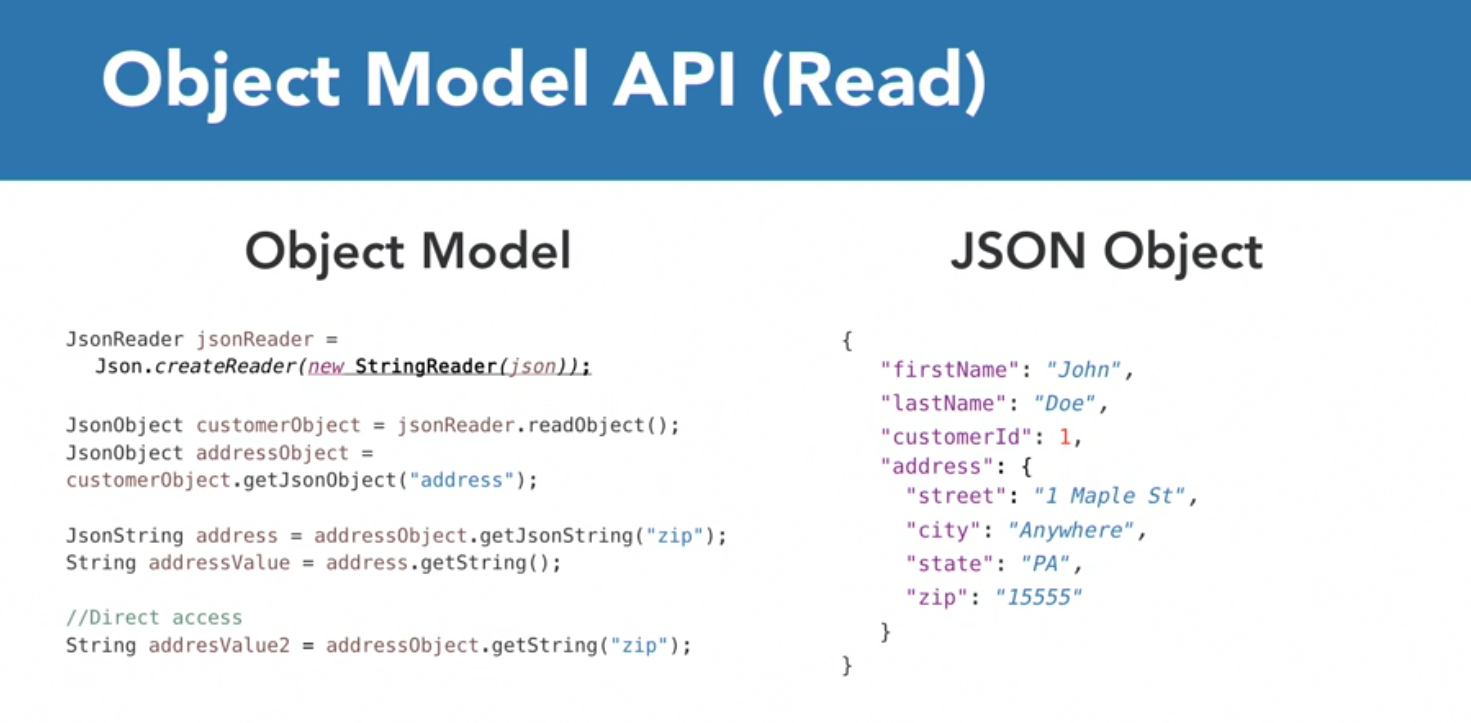 Object Model API (Read)
Object Model
JsonReader jsonReader =
Json.createReader(new StringReader(json));
JsonObject customerObject = jsonReader.readObject();
JsonObject addressObject =
customerObject.getJsonObject("address");
JsonString address = addressObject.getJsonString("zip");
String addressValue = address.getString();
//Direct access
String addresValue2 = addressObject.getString("zip");
JSON Object
{
"firstName": "John",
"lastName": "Doe",
"customerId": 1,
"address": {
"street": "1 Maple St",
"city": "Anywhere",
"state": "PA",
"zip": "15555"
}
}